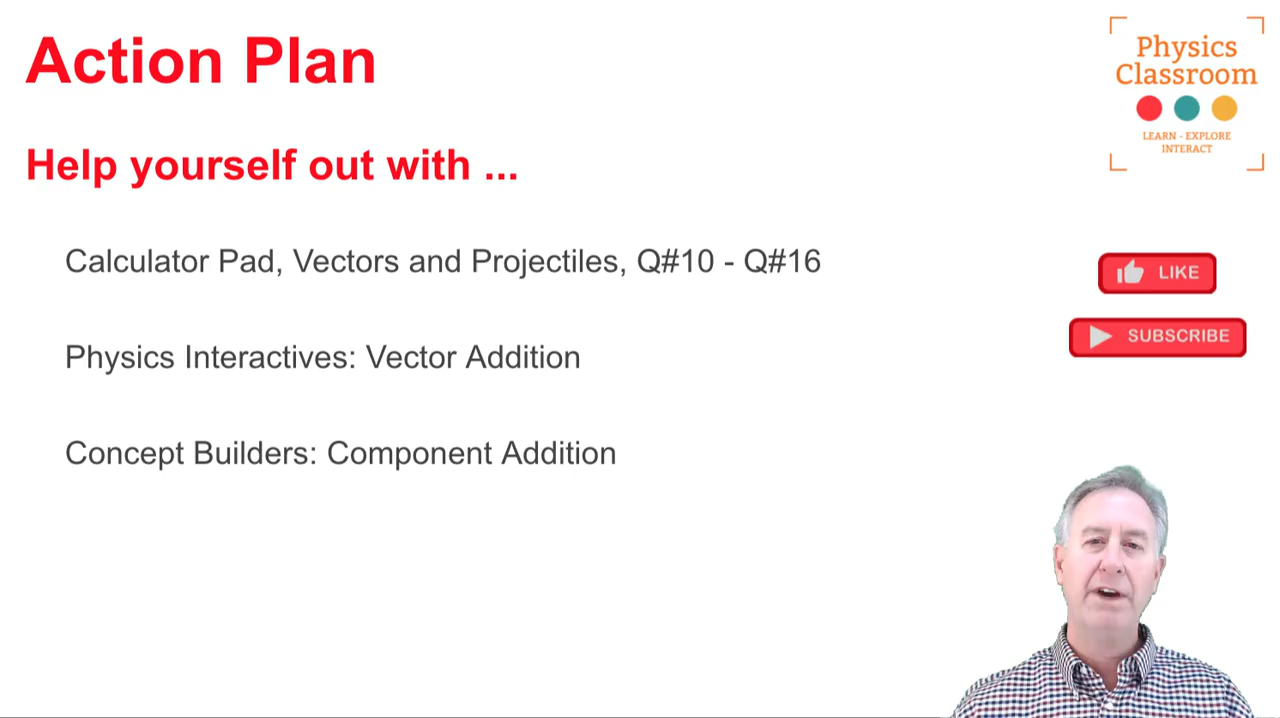 Action Plan
Help yourself out with ...
Calculator Pad, Vectors and Projectiles, Q#10 - Q#16
Physics Interactives: Vector Addition
Concept Builders: Component Addition
Physics
Classroom
LEARN - EXPLORE
INTERACT
LIKE
SUBSCRIBE